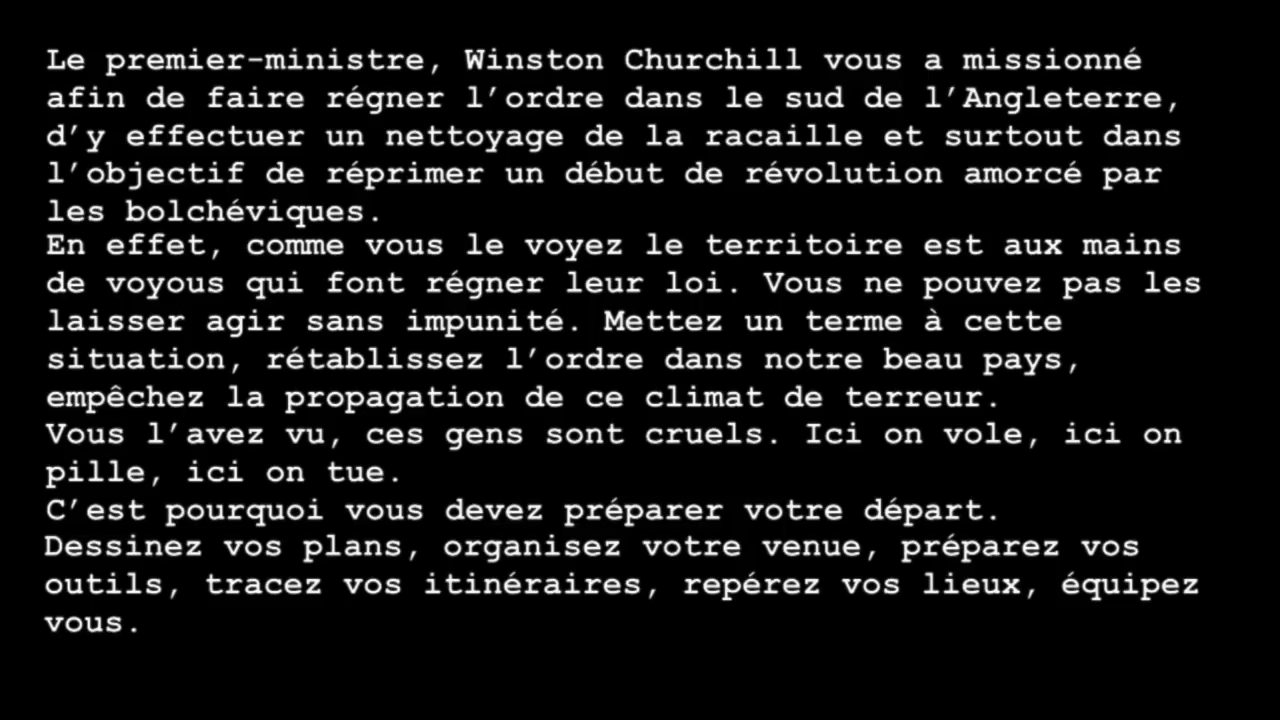 Le premier-ministre, Winston Churchill vous a missionné
afin de faire régner l’ordre dans le sud de l’Angleterre,
d’y effectuer un nettoyage de la racaille et surtout dans
l’objectif de réprimer un début de révolution amorcé par
les bolchéviques.
En effet, comme vous le voyez le territoire est aux mains
de voyous qui font régner leur loi. Vous ne pouvez pas les
laisser agir sans impunité. Mettez un terme à cette
situation, rétablissez l’ordre dans notre beau pays,
empêchez la propagation de ce climat de terreur.
Vous l’avez vu, ces gens sont cruels. Ici on vole, ici on
pille, ici on tue.
C’est pourquoi vous devez préparer votre départ.
Dessinez vos plans, organisez votre venue, préparez vos
outils, tracez vos itinéraires, repérez vos lieux, équipez
vous.